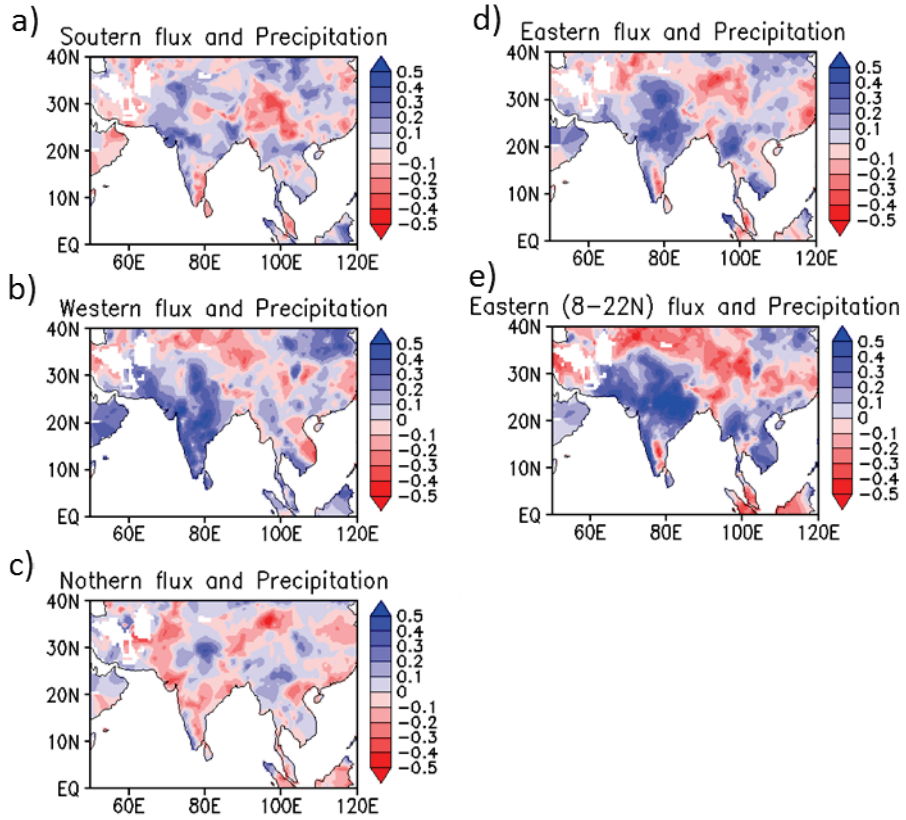 a)
Soutern flux and Precipitation
40N
30N
20N
10N
EQ
60E 80E 100E 120E
0.5
0.4
0.3
0.2
0.1
0
−0.1
−0.2
−0.3
−0.4
−0.5
b)
Western flux and Precipitation
40N
30N
20N
10N
EQ
60E 80E 100E 120E
0.5
0.4
0.3
0.2
0.1
0
−0.1
−0.2
−0.3
−0.4
−0.5
c)
Nothern flux and Precipitation
40N
30N
20N
10N
EQ
60E 80E 100E 120E
0.5
0.4
0.3
0.2
0.1
0
−0.1
−0.2
−0.3
−0.4
−0.5
d)
Eastern flux and Precipitation
40N
30N
20N
10N
EQ
60E 80E 100E 120E
0.5
0.4
0.3
0.2
0.1
0
−0.1
−0.2
−0.3
−0.4
−0.5
e)
Eastern (8−22N) flux and Precipitation
40N
30N
20N
10N
EQ
60E 80E 100E 120E
0.5
0.4
0.3
0.2
0.1
0
−0.1
−0.2
−0.3
−0.4
−0.5